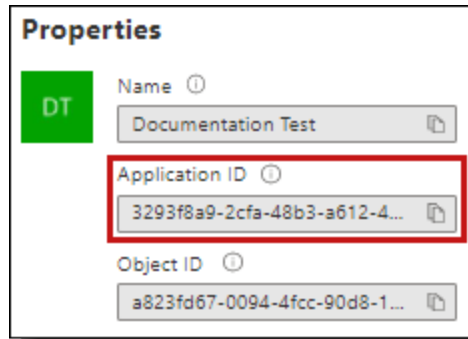 Properties
DT
Name
Documentation Test
Application ID
3293f8a9-2cfa-48b3-a612-4...
Object ID
a823fd67-0094-4fcc-90d8-1...